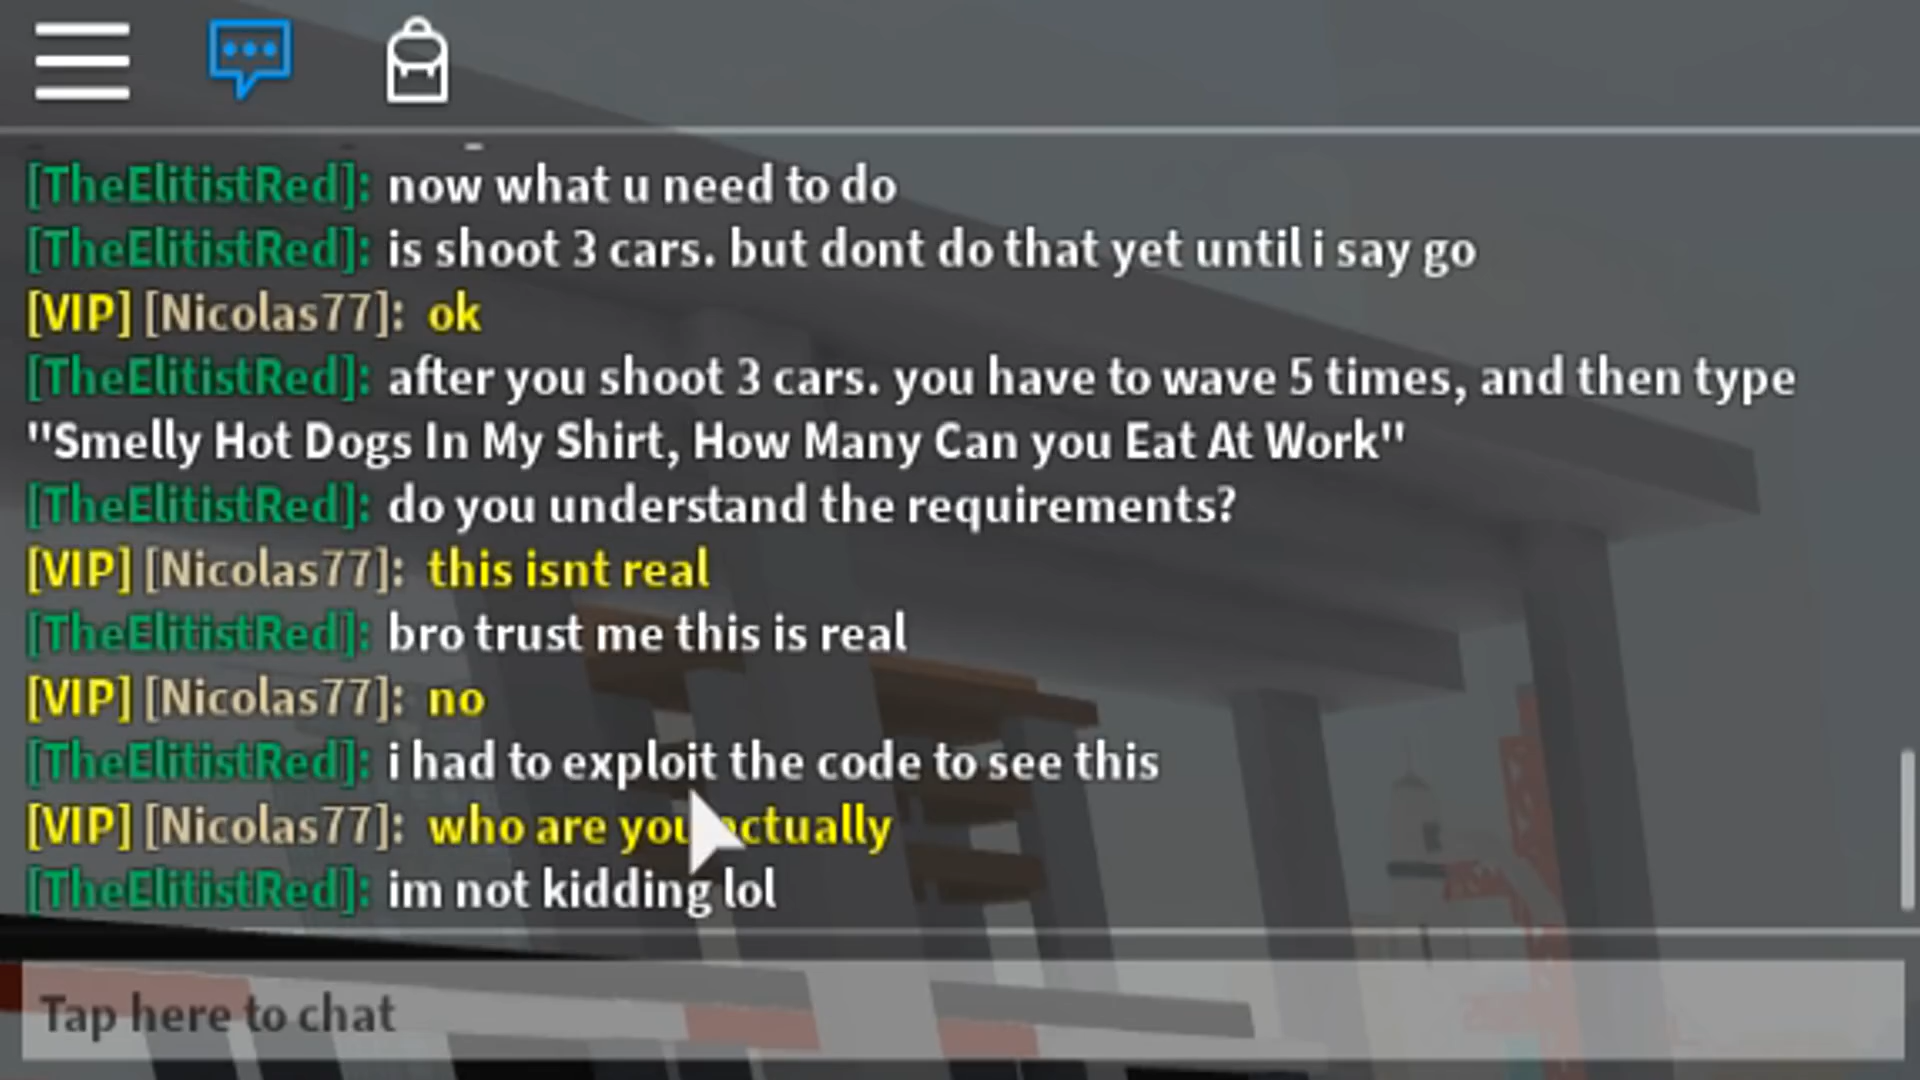 [TheElitistRed]: now what u need to do
[TheElitistRed]: is shoot 3 cars. but dont do that yet until i say go
[VIP] [Nicolas77]: ok
[TheElitistRed]: after you shoot 3 cars. you have to wave 5 times, and then type
"Smelly Hot Dogs In My Shirt, How Many Can you Eat At Work"
[TheElitistRed]: do you understand the requirements?
[VIP] [Nicolas77]: this isnt real
[TheElitistRed]: bro trust me this is real
[VIP] [Nicolas77]: no
[TheElitistRed]: i had to exploit the code to see this
[VIP] [Nicolas77]: who are you actually
[TheElitistRed]: im not kidding lol
Tap here to chat